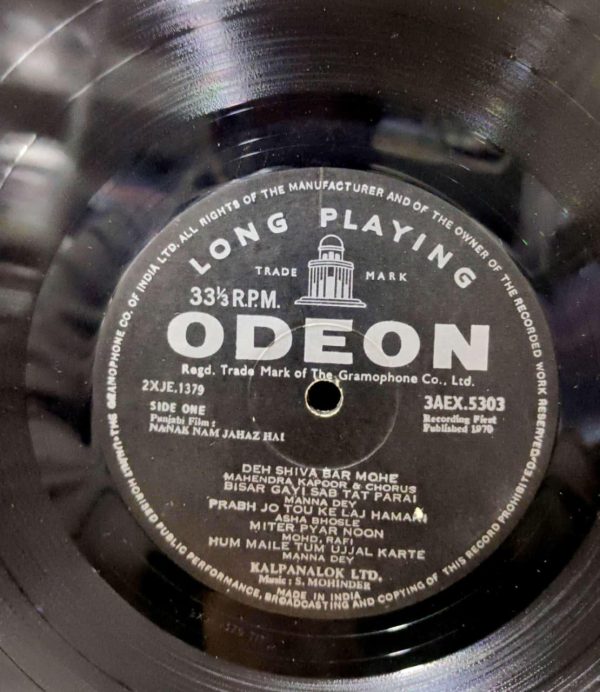 THE GRAMOPHONE CO. OF INDIA LTD. ALL RIGHTS OF THE MANUFACTURER AND OF THE OWNER OF THE RECORDED WORK RESERVED.
LONG PLAYING
TRADE MARK
33⅓ R.P.M.
ODEON
Regd. Trade Mark of The Gramophone Co., Ltd.
2XJE.1379
3AEX.5303
SIDE ONE
Recording First
Punjabi Film :
Published 1970
NANAK NAM JAHAZ HAI
DEH SHIVA BAR MOHE
MAHENDRA KAPOOR & CHORUS
BISAR GAYI SAB TAT PARAI
MANNA DEY
PRABH JO TOU KE LAJ HAMARI
ASHA BHOSLE
MITER PYAR NOON
MOHD. RAFI
HUM MAILE TUM UJJAL KARTE
MANNA DEY
KALPANALOK LTD.
Music : S. MOHINDER
MADE IN INDIA
UNAUTHORISED PUBLIC PERFORMANCE, BROADCASTING AND COPYING OF THIS RECORD PROHIBITED.